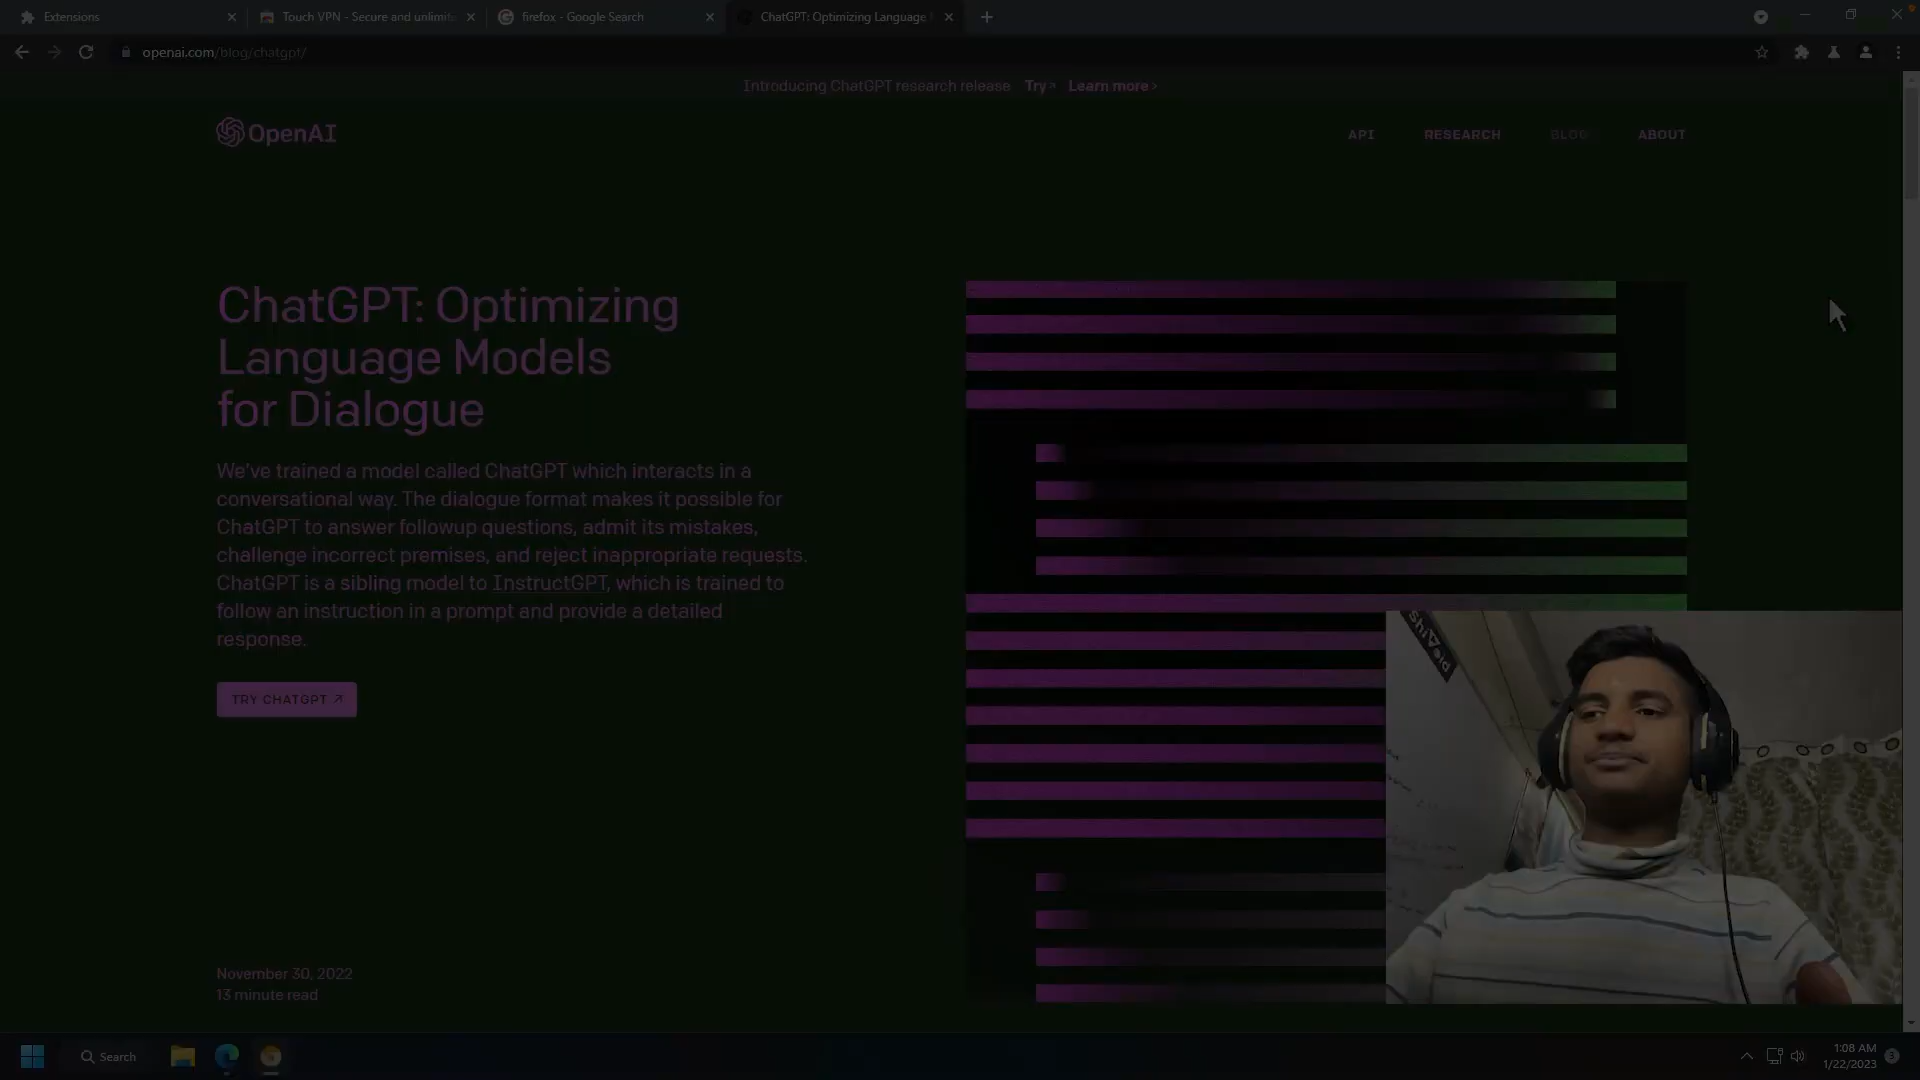 Extensions
Touch VPN - Secure and unlimite
firefox - Google Search
ChatGPT: Optimizing Language
openai.com/blog/chatgpt/
Introducing ChatGPT research release Try↗ Learn more ›
OpenAI
API RESEARCH BLOG ABOUT
ChatGPT: Optimizing
Language Models
for Dialogue
We've trained a model called ChatGPT which interacts in a
conversational way. The dialogue format makes it possible for
ChatGPT to answer followup questions, admit its mistakes,
challenge incorrect premises, and reject inappropriate requests.
ChatGPT is a sibling model to InstructGPT, which is trained to
follow an instruction in a prompt and provide a detailed
response.
TRY CHATGPT ↗
November 30, 2022
13 minute read
Search
1:08 AM
1/22/2023
3